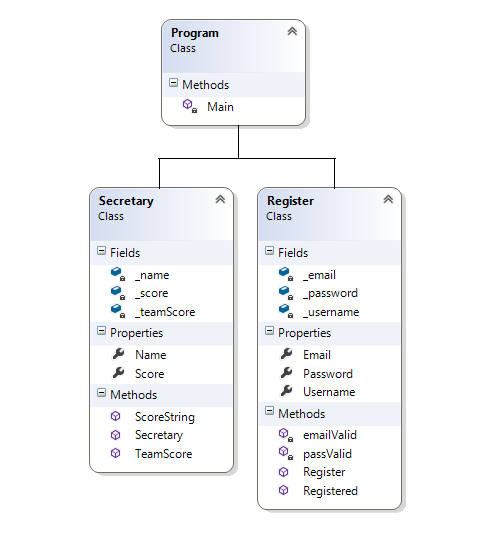 Program
Class
Methods
Main
Secretary
Class
Fields
_name
_score
_teamScore
Properties
Name
Score
Methods
ScoreString
Secretary
TeamScore
Register
Class
Fields
_email
_password
_username
Properties
Email
Password
Username
Methods
emailValid
passValid
Register
Registered